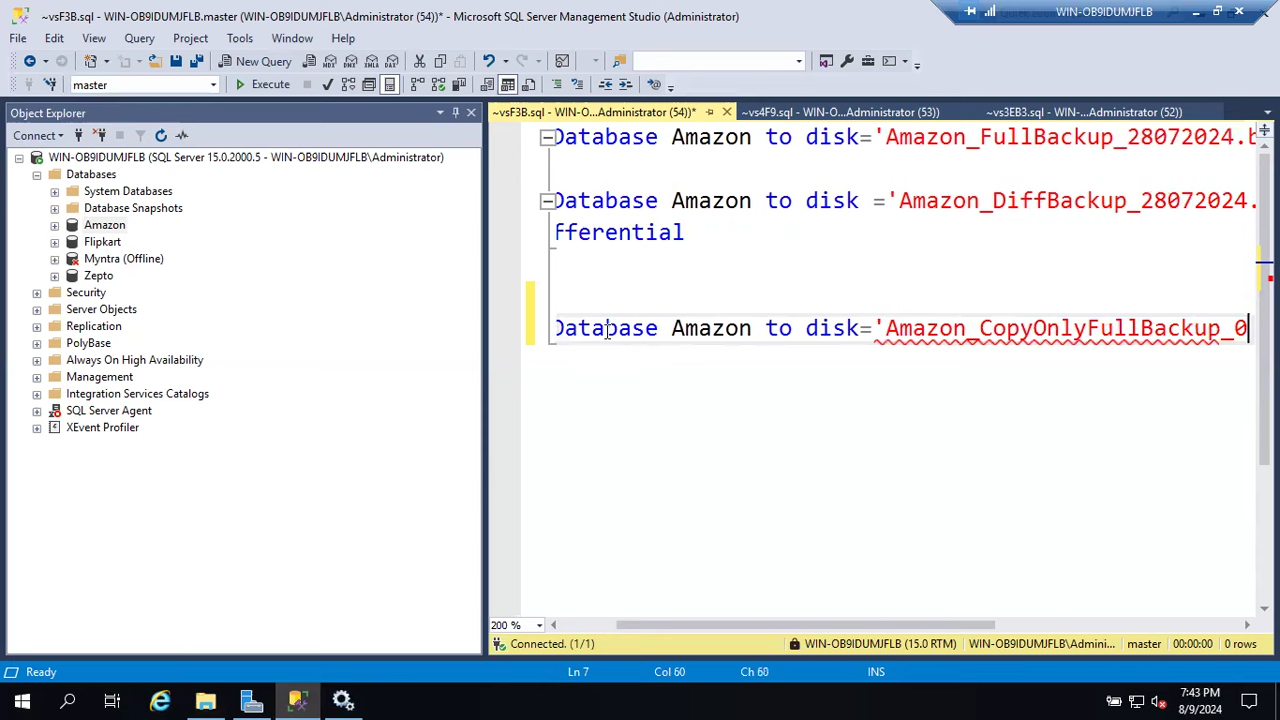 ~vsF3B.sql - WIN-OB9IDUMJFLB.master (WIN-OB9IDUMJFLB\Administrator (54))* - Microsoft SQL Server Management Studio (Administrator)
WIN-OB9IDUMJFLB
File Edit View Query Project Tools Window Help
New Query
master
Execute
Object Explorer
~vsF3B.sql - WIN-O...Administrator (54))*
~vs4F9.sql - WIN-O...Administrator (53))
~vs3EB3.sql - WIN-...Administrator (52))
Connect
WIN-OB9IDUMJFLB (SQL Server 15.0.2000.5 - WIN-OB9IDUMJFLB\Administrator)
Databases
System Databases
Database Snapshots
Amazon
Flipkart
Myntra (Offline)
Zepto
Security
Server Objects
Replication
PolyBase
Always On High Availability
Management
Integration Services Catalogs
SQL Server Agent
XEvent Profiler
Database Amazon to disk='Amazon_FullBackup_28072024.b
Database Amazon to disk ='Amazon_DiffBackup_28072024.
fferential
Database Amazon to disk='Amazon_CopyOnlyFullBackup_0
200 %
Connected. (1/1)
WIN-OB9IDUMJFLB (15.0 RTM)
WIN-OB9IDUMJFLB\Admini...
master
00:00:00
0 rows
Ready
Ln 7
Col 60
Ch 60
INS
7:43 PM
8/9/2024